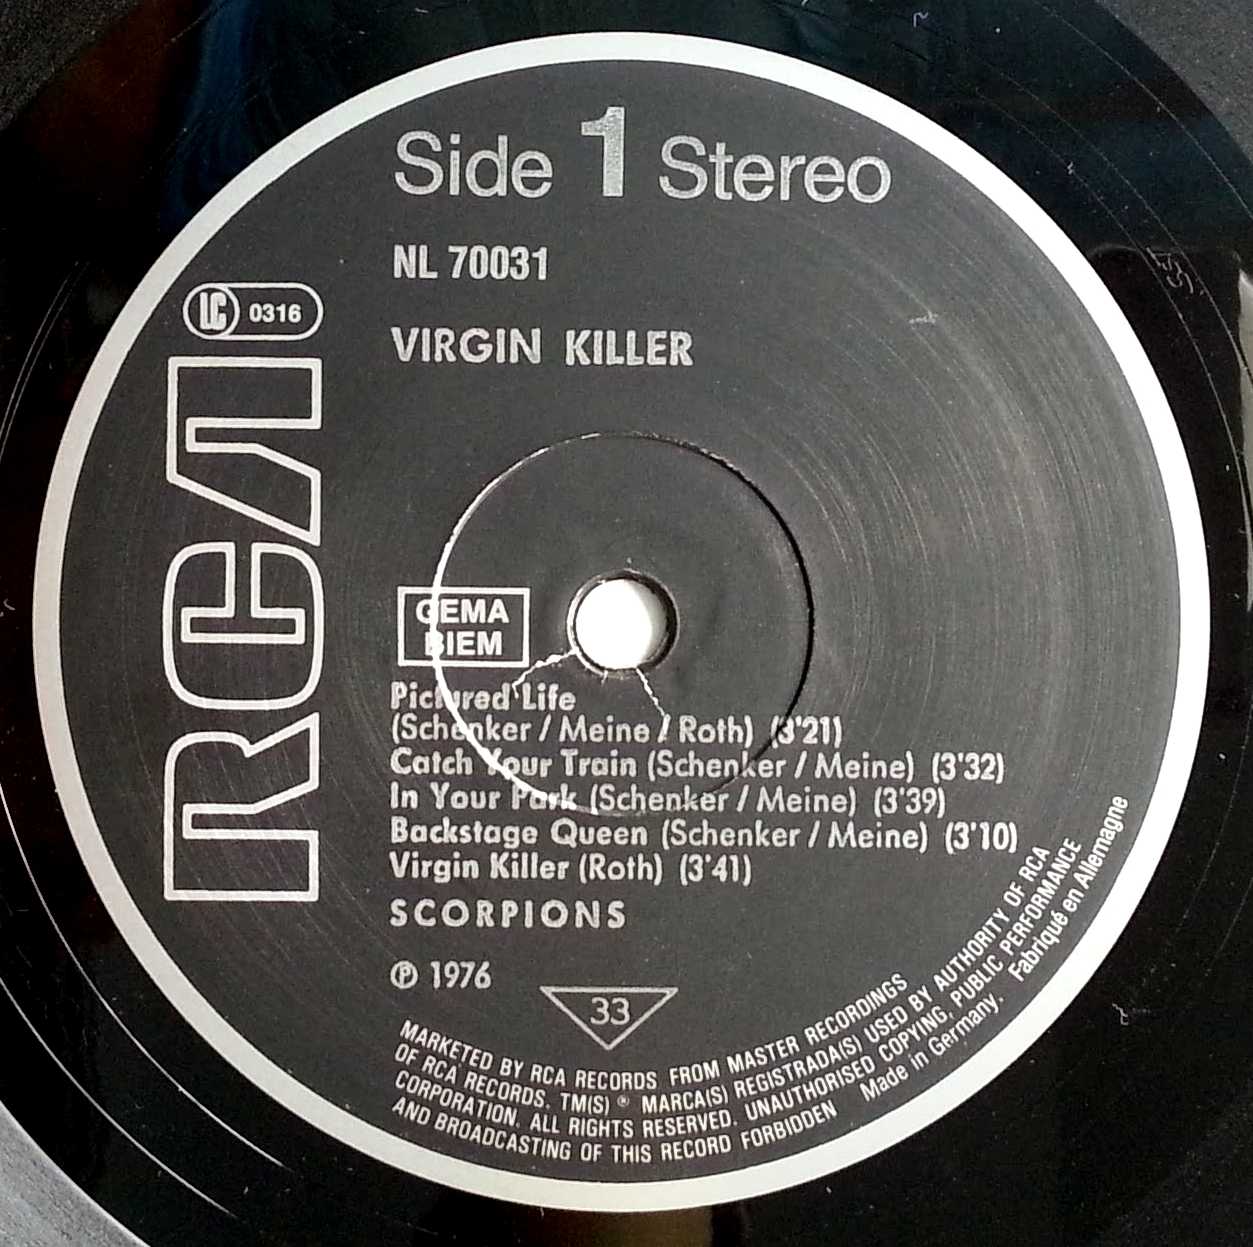 Side 1 Stereo
NL 70031
LC 0316
VIRGIN KILLER
RCA
GEMA
BIEM
Pictured Life
(Schenker / Meine / Roth) (3'21)
Catch Your Train (Schenker / Meine) (3'32)
In Your Park (Schenker / Meine) (3'39)
Backstage Queen (Schenker / Meine) (3'10)
Virgin Killer (Roth) (3'41)
SCORPIONS
℗ 1976
33
MARKETED BY RCA RECORDS FROM MASTER RECORDINGS
OF RCA RECORDS. TM(S) ® MARCA(S) REGISTRADA(S) USED BY AUTHORITY OF RCA
CORPORATION. ALL RIGHTS RESERVED. UNAUTHORISED COPYING, PUBLIC PERFORMANCE
AND BROADCASTING OF THIS RECORD FORBIDDEN Made in Germany. Fabriqué en Allemagne